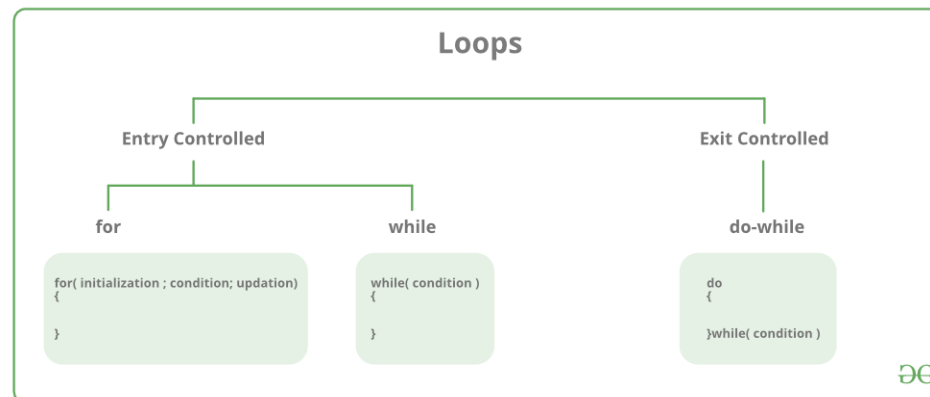 Loops
Entry Controlled
Exit Controlled
for
while
do-while
for( initialization ; condition; updation)
{
}
while( condition )
{
}
do
{
}while( condition )